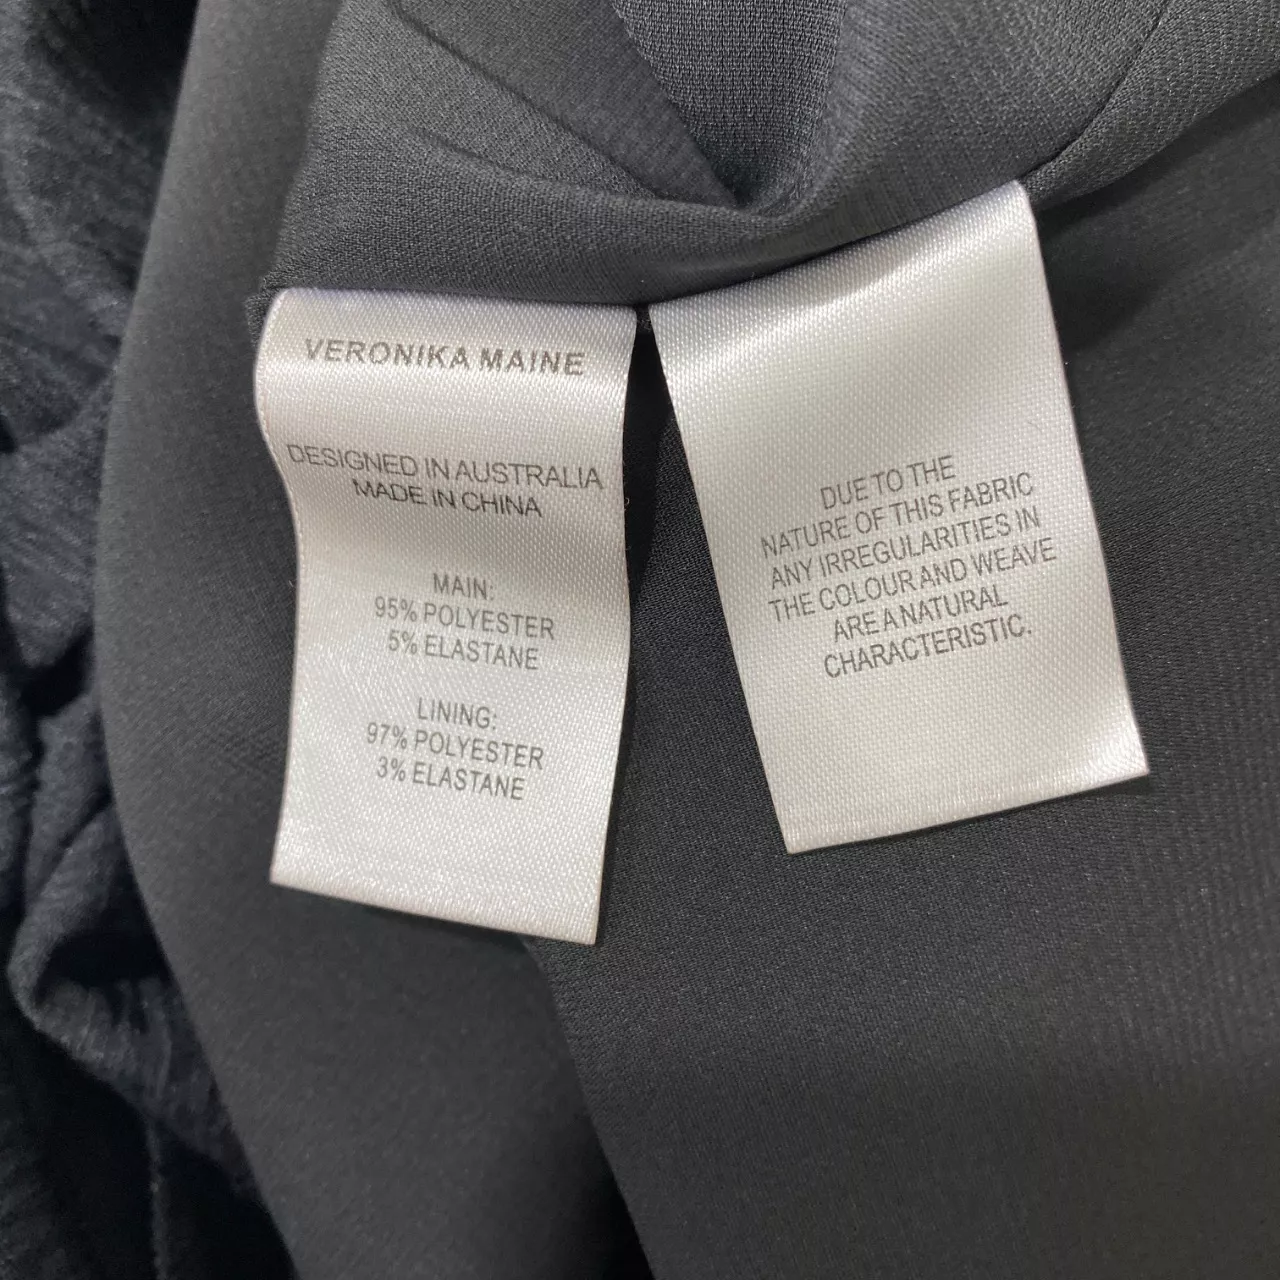 VERONIKA MAINE
DESIGNED IN AUSTRALIA
MADE IN CHINA
MAIN:
95% POLYESTER
5% ELASTANE
LINING:
97% POLYESTER
3% ELASTANE
DUE TO THE
NATURE OF THIS FABRIC
ANY IRREGULARITIES IN
THE COLOUR AND WEAVE
ARE A NATURAL
CHARACTERISTIC.